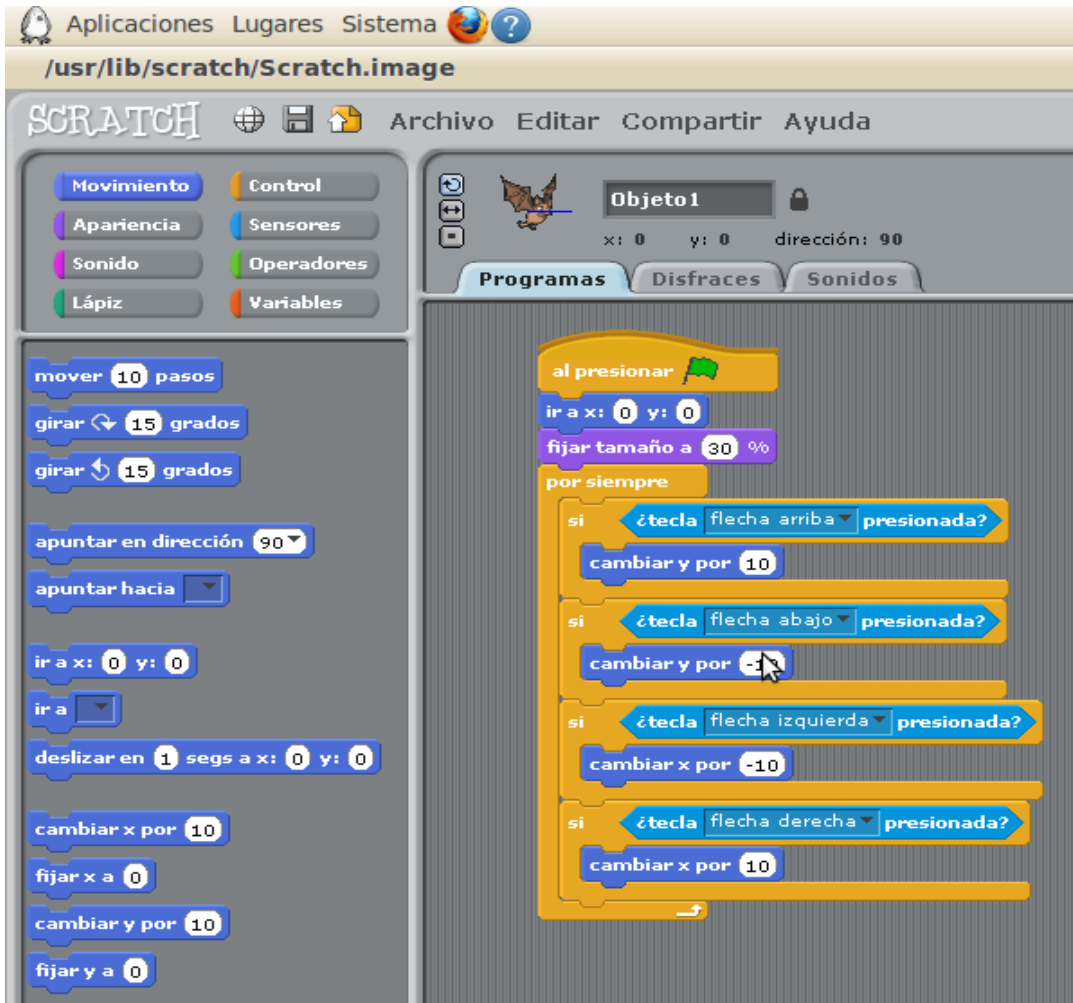 Aplicaciones Lugares Sistema ?
/usr/lib/scratch/Scratch.image
SCRATCH Archivo Editar Compartir Ayuda
Movimiento Control
Apariencia Sensores
Sonido Operadores
Lápiz Variables
mover 10 pasos
girar 15 grados
girar 15 grados
apuntar en dirección 90
apuntar hacia
ir a x: 0 y: 0
ir a
deslizar en 1 segs a x: 0 y: 0
cambiar x por 10
fijar x a 0
cambiar y por 10
fijar y a 0
Objeto1
x: 0 y: 0 dirección: 90
Programas Disfraces Sonidos
al presionar
ir a x: 0 y: 0
fijar tamaño a 30 %
por siempre
si ¿tecla flecha arriba presionada?
cambiar y por 10
si ¿tecla flecha abajo presionada?
cambiar y por
si ¿tecla flecha izquierda presionada?
cambiar x por -10
si ¿tecla flecha derecha presionada?
cambiar x por 10